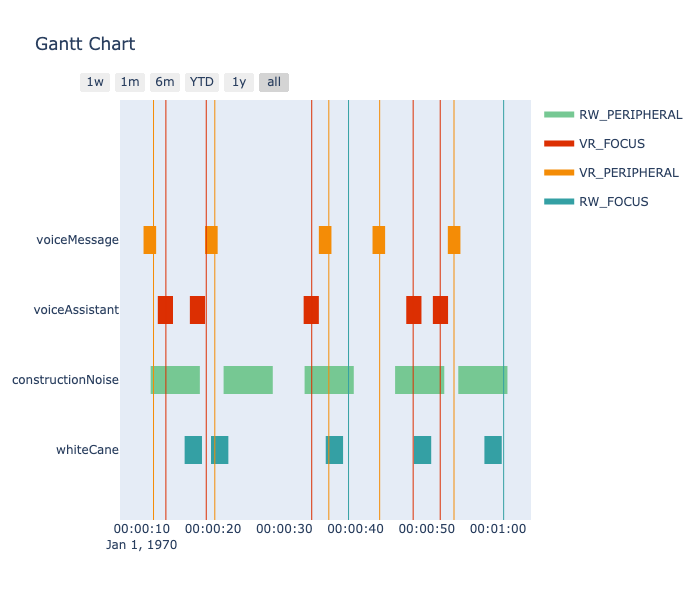 Gantt Chart
1w 1m 6m YTD 1y all
RW_PERIPHERAL
VR_FOCUS
VR_PERIPHERAL
RW_FOCUS
voiceMessage
voiceAssistant
constructionNoise
whiteCane
00:00:10 00:00:20 00:00:30 00:00:40 00:00:50 00:01:00
Jan 1, 1970